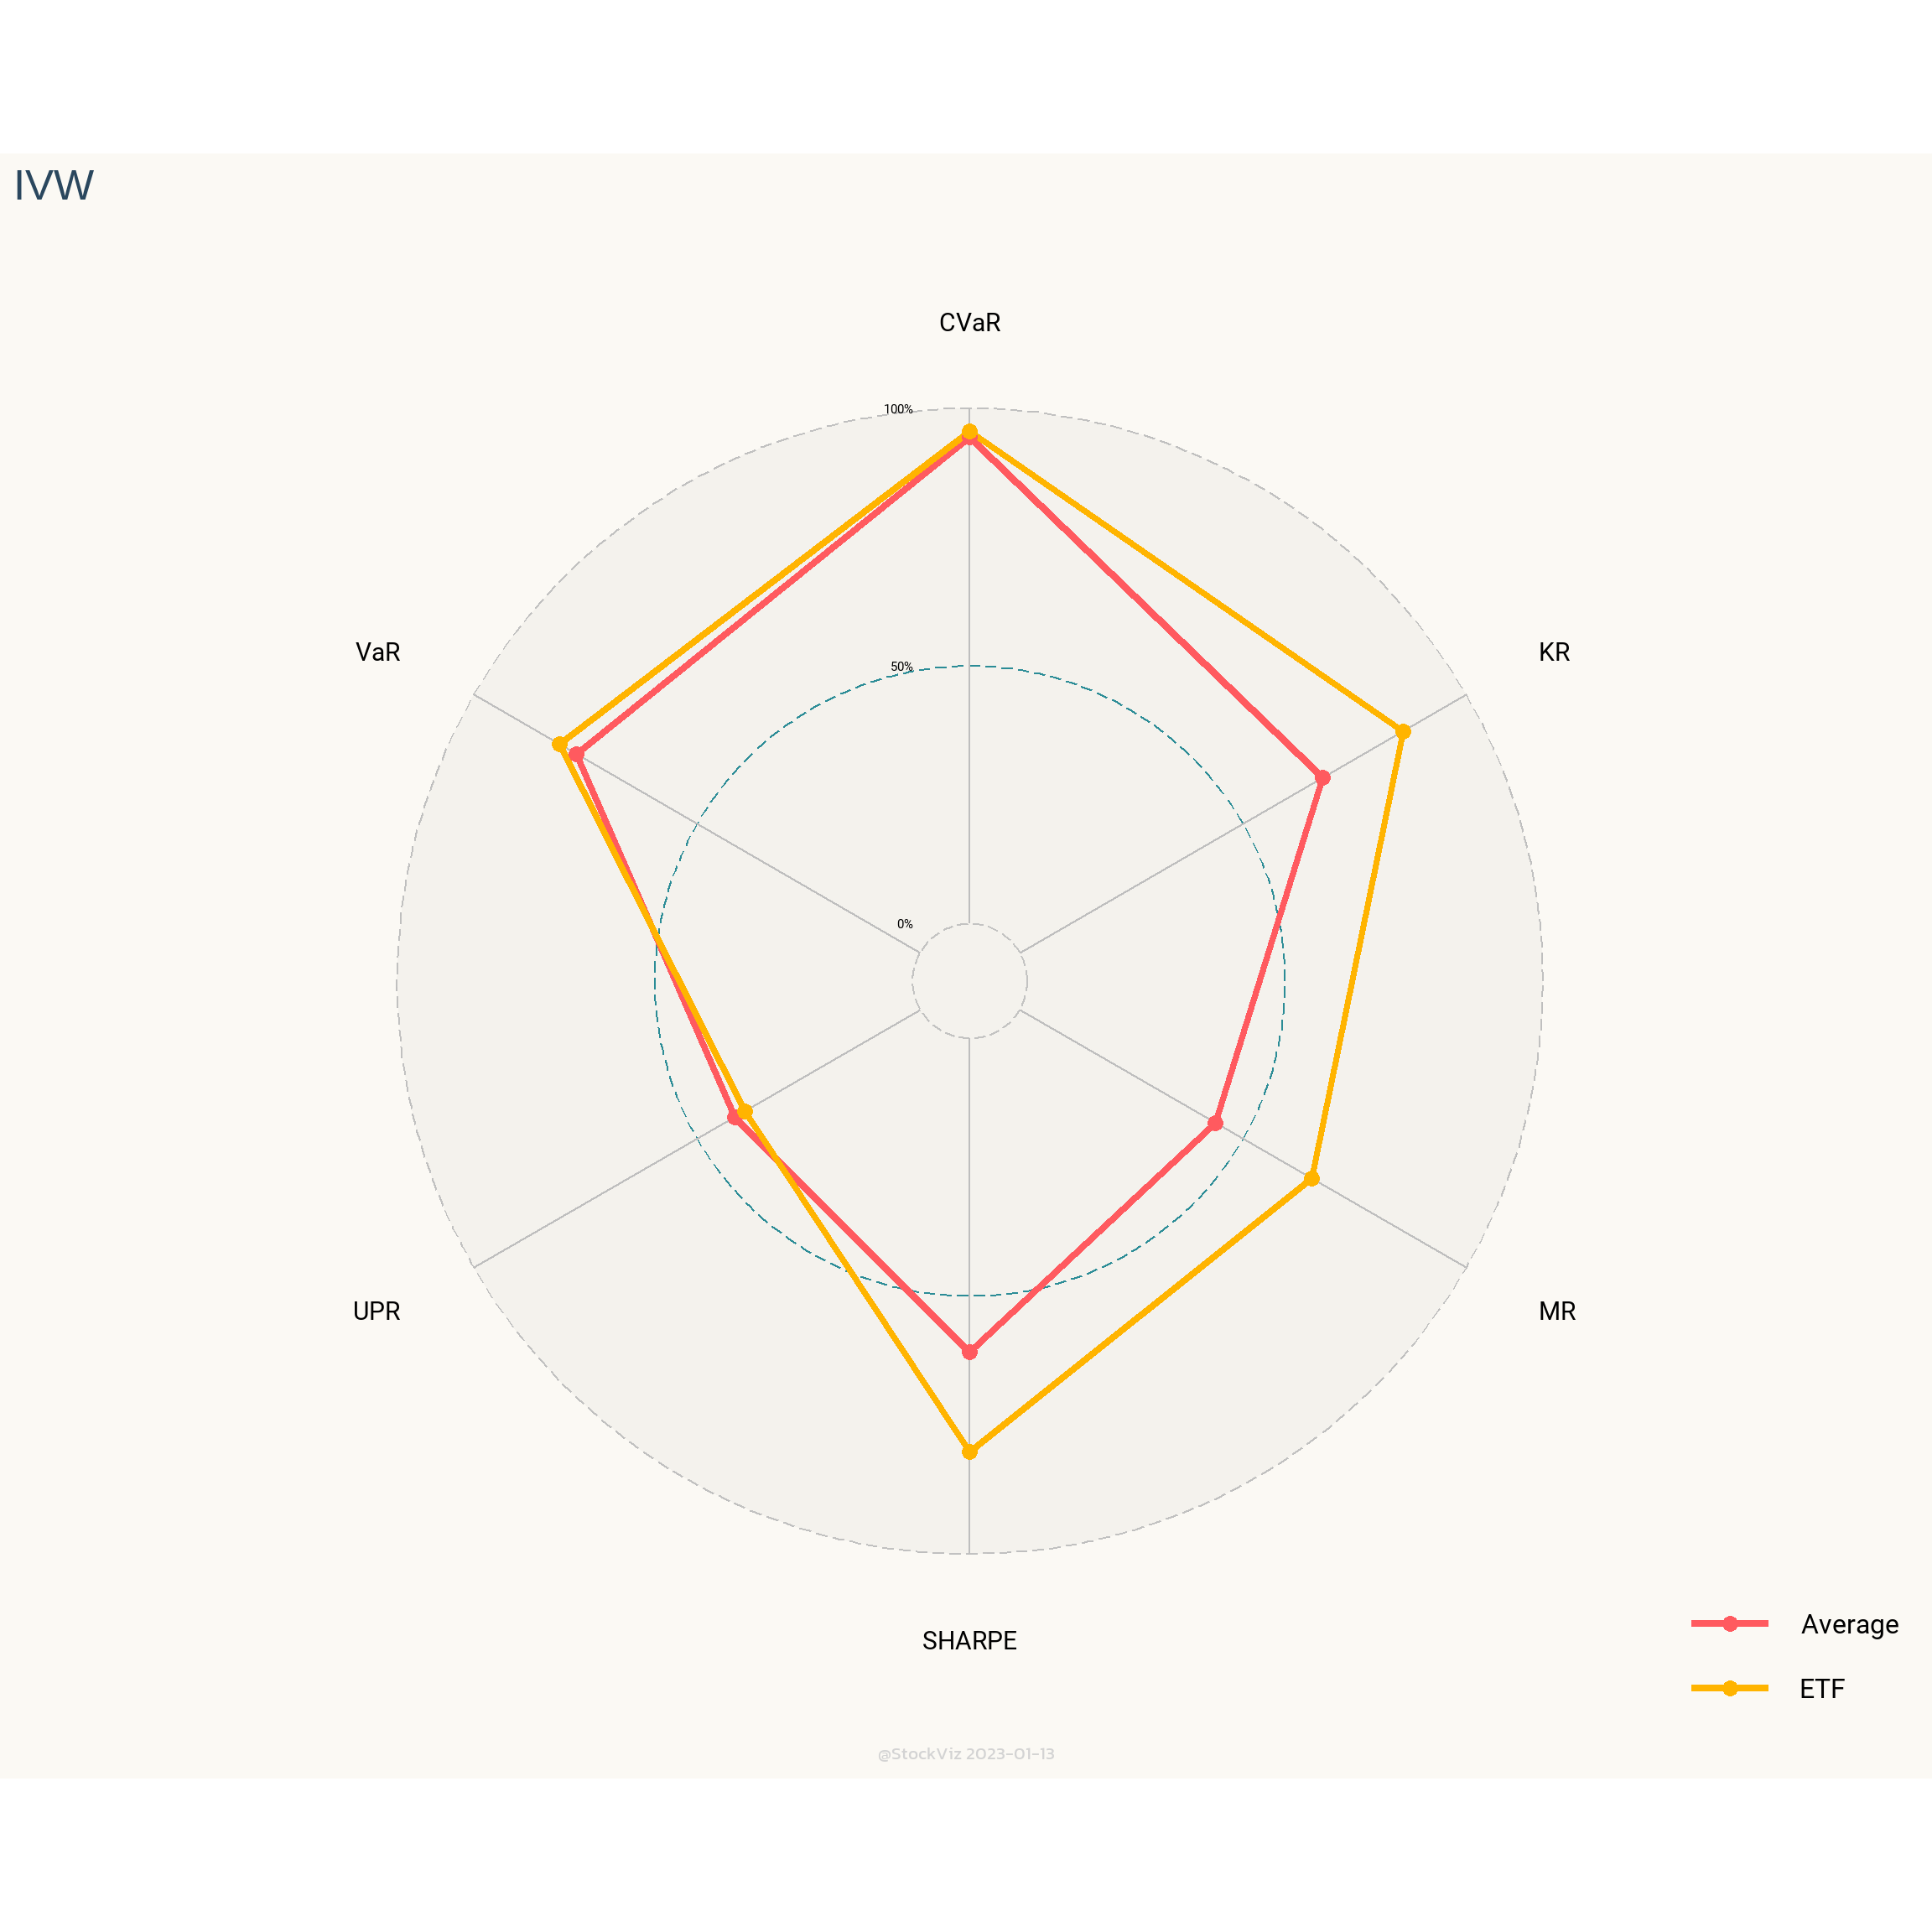 IVW
CVaR
100%
KR
VaR
50%
0%
UPR
MR
SHARPE
Average
ETF
@StockViz 2023-01-13